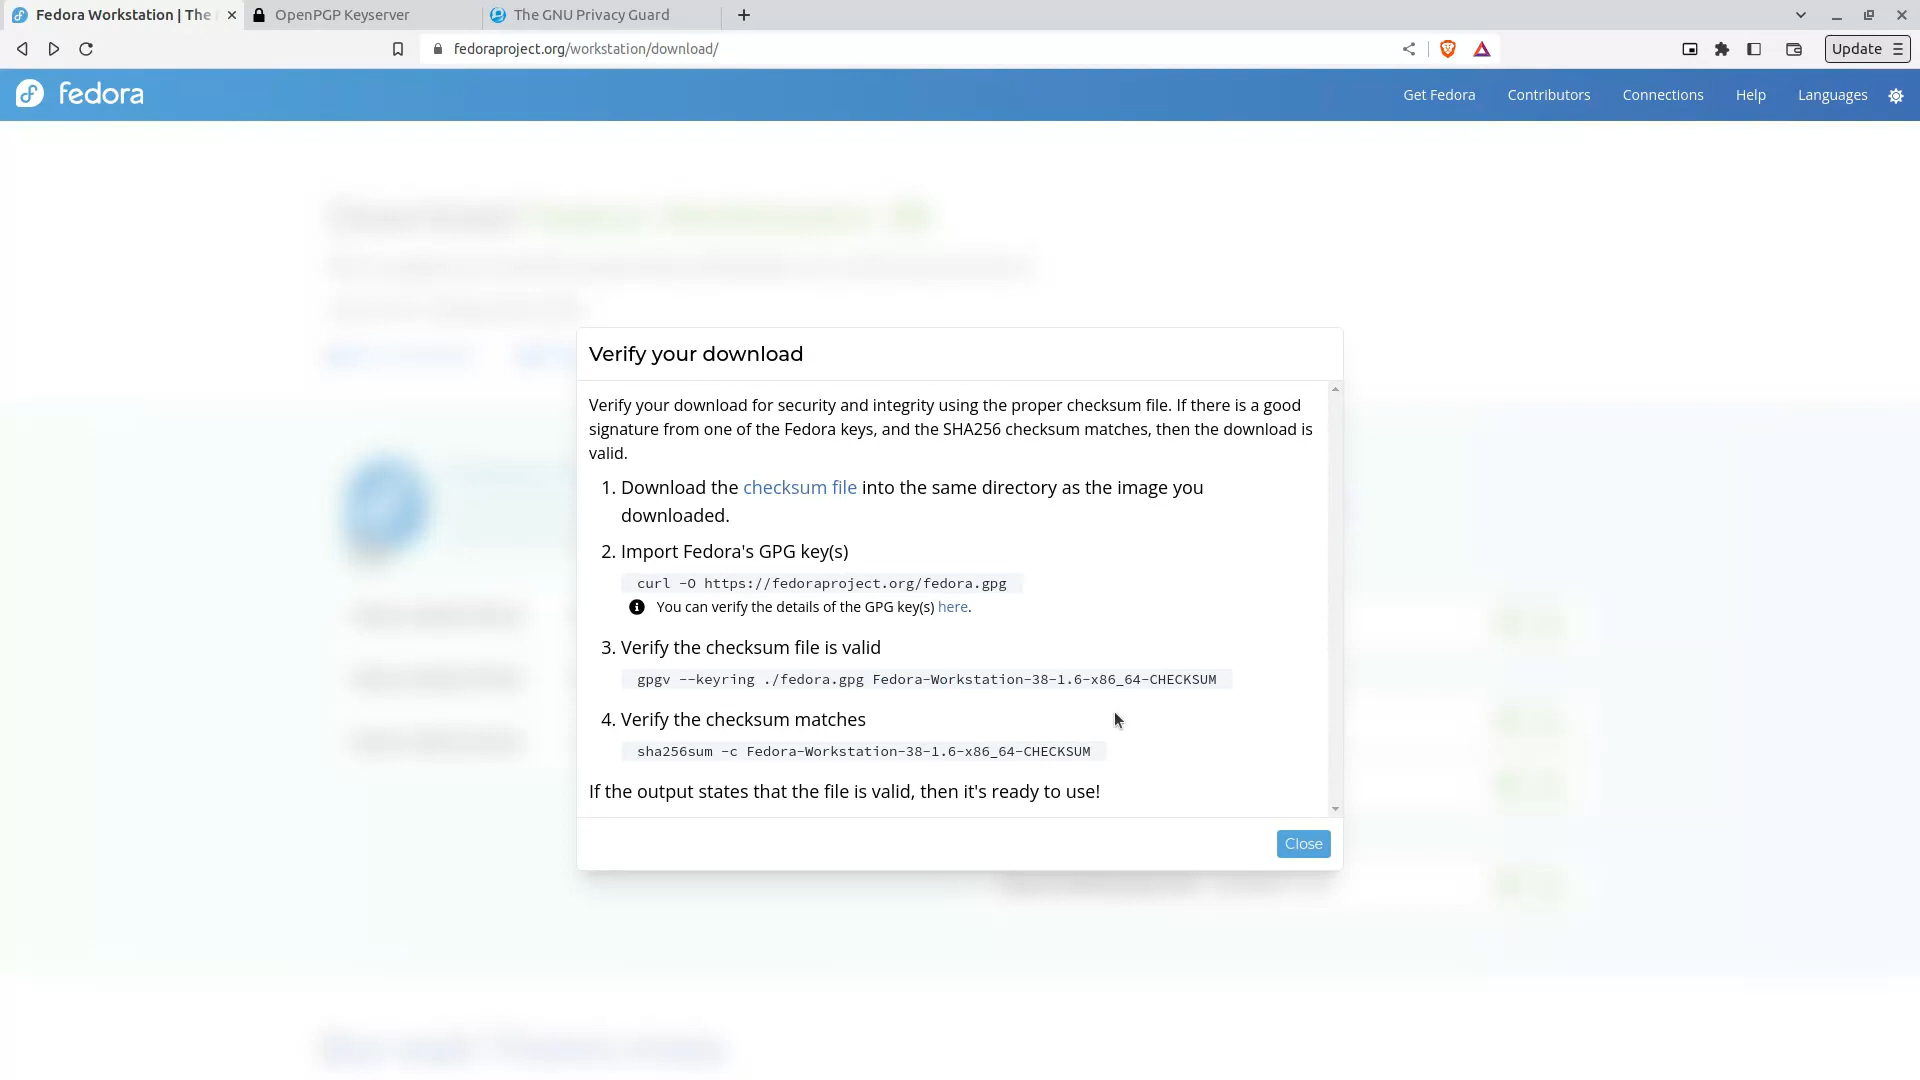 Fedora Workstation | The
OpenPGP Keyserver
The GNU Privacy Guard
fedoraproject.org/workstation/download/
Update
fedora
Get Fedora
Contributors
Connections
Help
Languages
Verify your download
Verify your download for security and integrity using the proper checksum file. If there is a good
signature from one of the Fedora keys, and the SHA256 checksum matches, then the download is
valid.
1. Download the checksum file into the same directory as the image you
downloaded.
2. Import Fedora's GPG key(s)
curl -O https://fedoraproject.org/fedora.gpg
You can verify the details of the GPG key(s) here.
3. Verify the checksum file is valid
gpgv --keyring ./fedora.gpg Fedora-Workstation-38-1.6-x86_64-CHECKSUM
4. Verify the checksum matches
sha256sum -c Fedora-Workstation-38-1.6-x86_64-CHECKSUM
If the output states that the file is valid, then it's ready to use!
Close